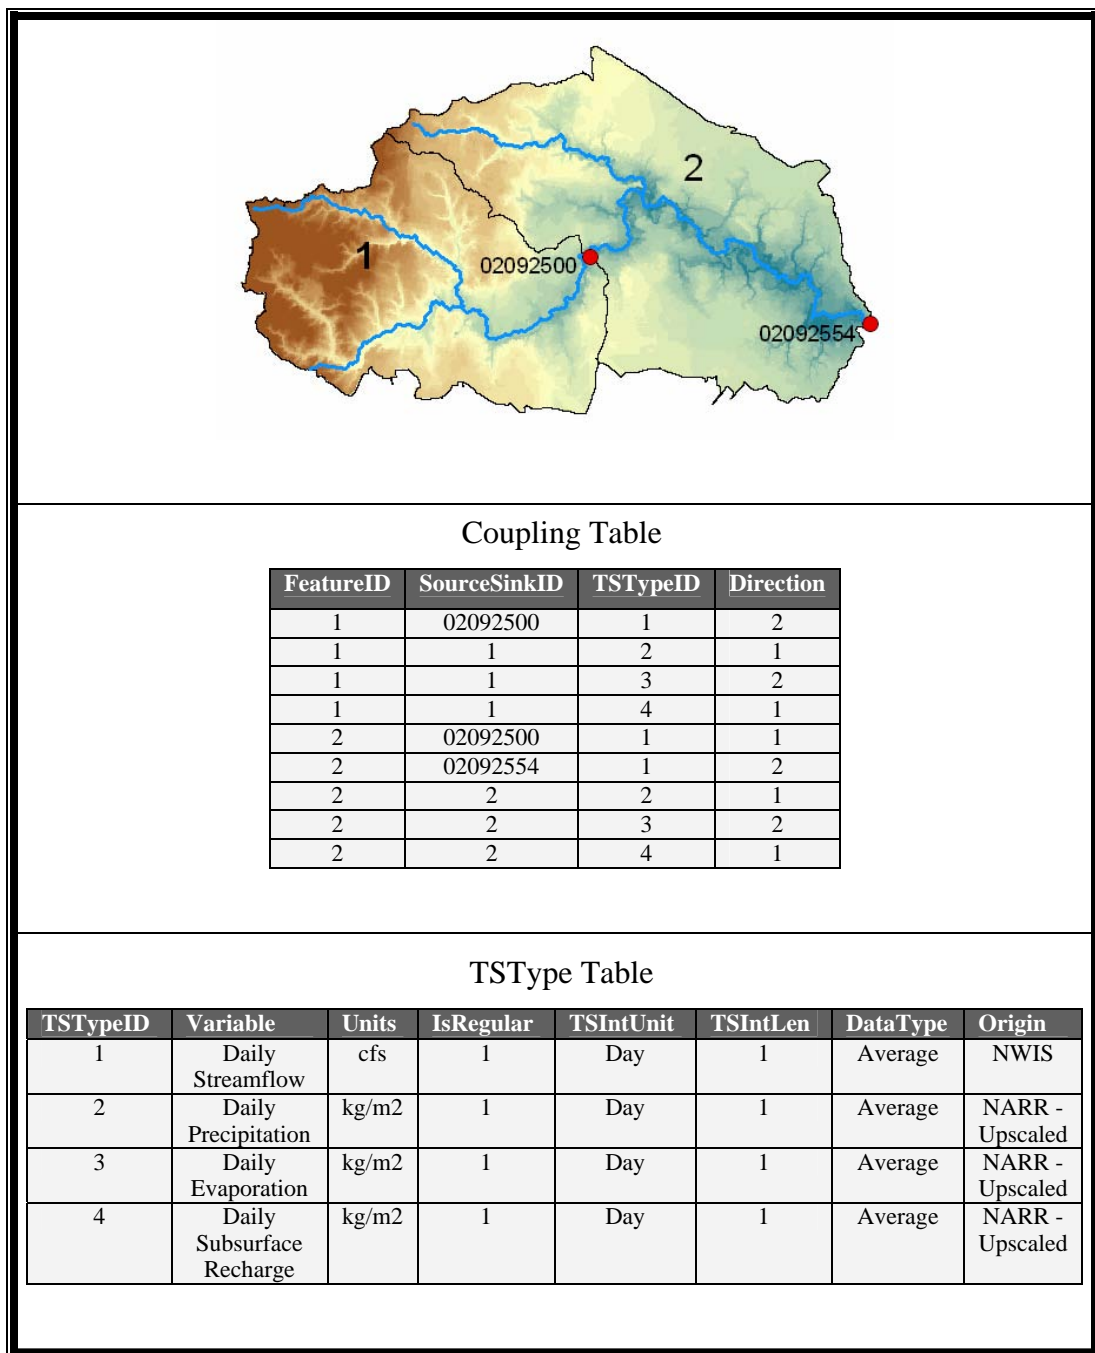 2
1
02092500
02092554
Coupling Table
FeatureID SourceSinkID TSTypeID Direction
1 02092500 1 2
1 1 2 1
1 1 3 2
1 1 4 1
2 02092500 1 1
2 02092554 1 2
2 2 2 1
2 2 3 2
2 2 4 1
TSType Table
TSTypeID Variable Units IsRegular TSIntUnit TSIntLen DataType Origin
1 Daily cfs 1 Day 1 Average NWIS
Streamflow
2 Daily kg/m2 1 Day 1 Average NARR -
Precipitation Upscaled
3 Daily kg/m2 1 Day 1 Average NARR -
Evaporation Upscaled
4 Daily kg/m2 1 Day 1 Average NARR -
Subsurface Upscaled
Recharge